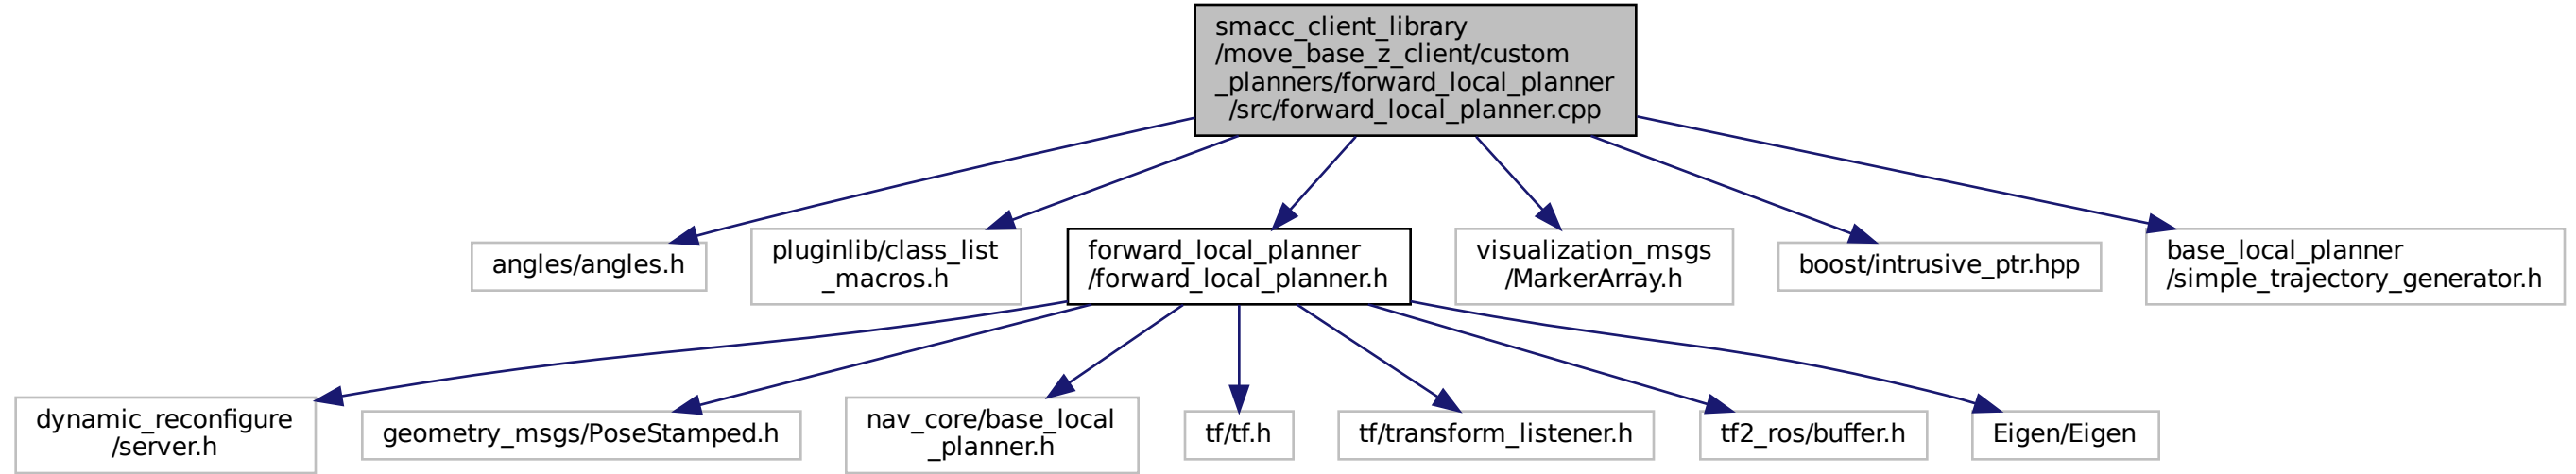 smacc_client_library
/move_base_z_client/custom
_planners/forward_local_planner
/src/forward_local_planner.cpp
angles/angles.h
pluginlib/class_list
_macros.h
forward_local_planner
/forward_local_planner.h
visualization_msgs
/MarkerArray.h
boost/intrusive_ptr.hpp
base_local_planner
/simple_trajectory_generator.h
dynamic_reconfigure
/server.h
geometry_msgs/PoseStamped.h
nav_core/base_local
_planner.h
tf/tf.h
tf/transform_listener.h
tf2_ros/buffer.h
Eigen/Eigen